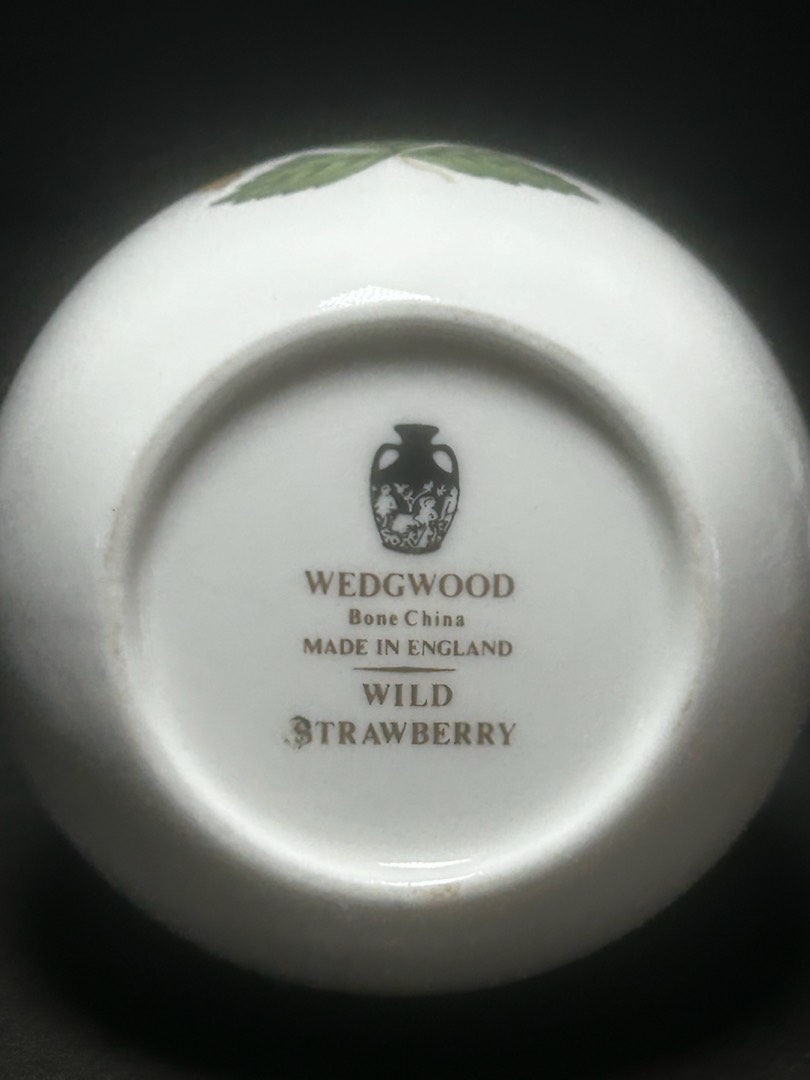 WEDGWOOD
Bone China
MADE IN ENGLAND
WILD
STRAWBERRY